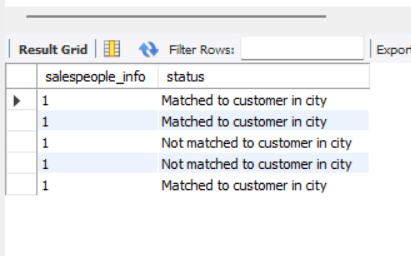 Result Grid Filter Rows: Export
salespeople_info status
1 Matched to customer in city
1 Matched to customer in city
1 Not matched to customer in city
1 Not matched to customer in city
1 Matched to customer in city